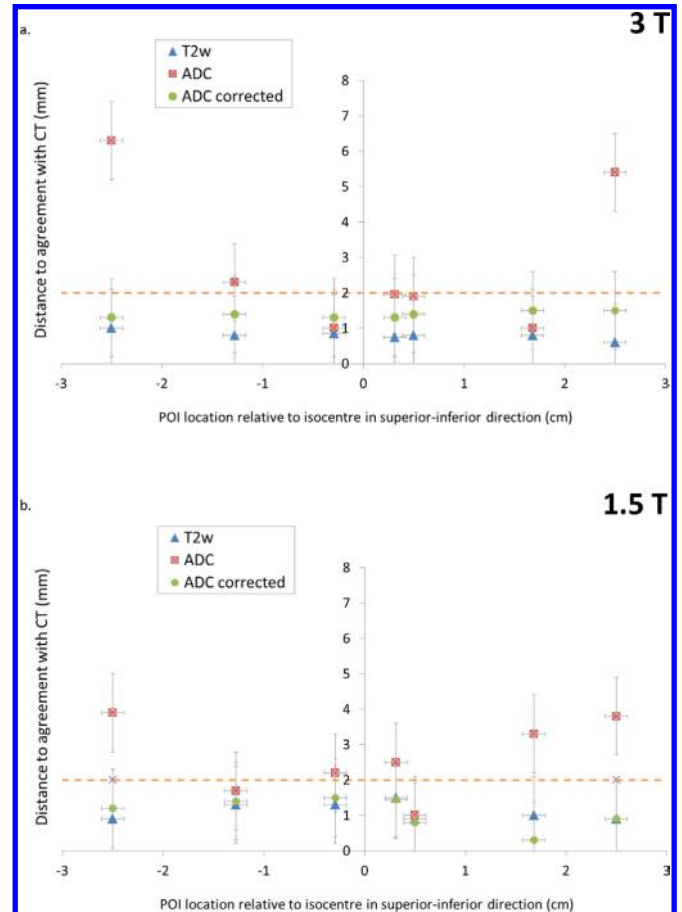 a.
3 T
T2w
ADC
ADC corrected
Distance to agreement with CT (mm)
8
7
6
5
4
3
2
1
0
-3
-2
-1
0
1
2
3
POI location relative to isocentre in superior-inferior direction (cm)
b.
1.5 T
T2w
ADC
ADC corrected
Distance to agreement with CT (mm)
8
7
6
5
4
3
2
1
0
-3
-2
-1
0
1
2
3
POI location relative to isocentre in superior-inferior direction (cm)